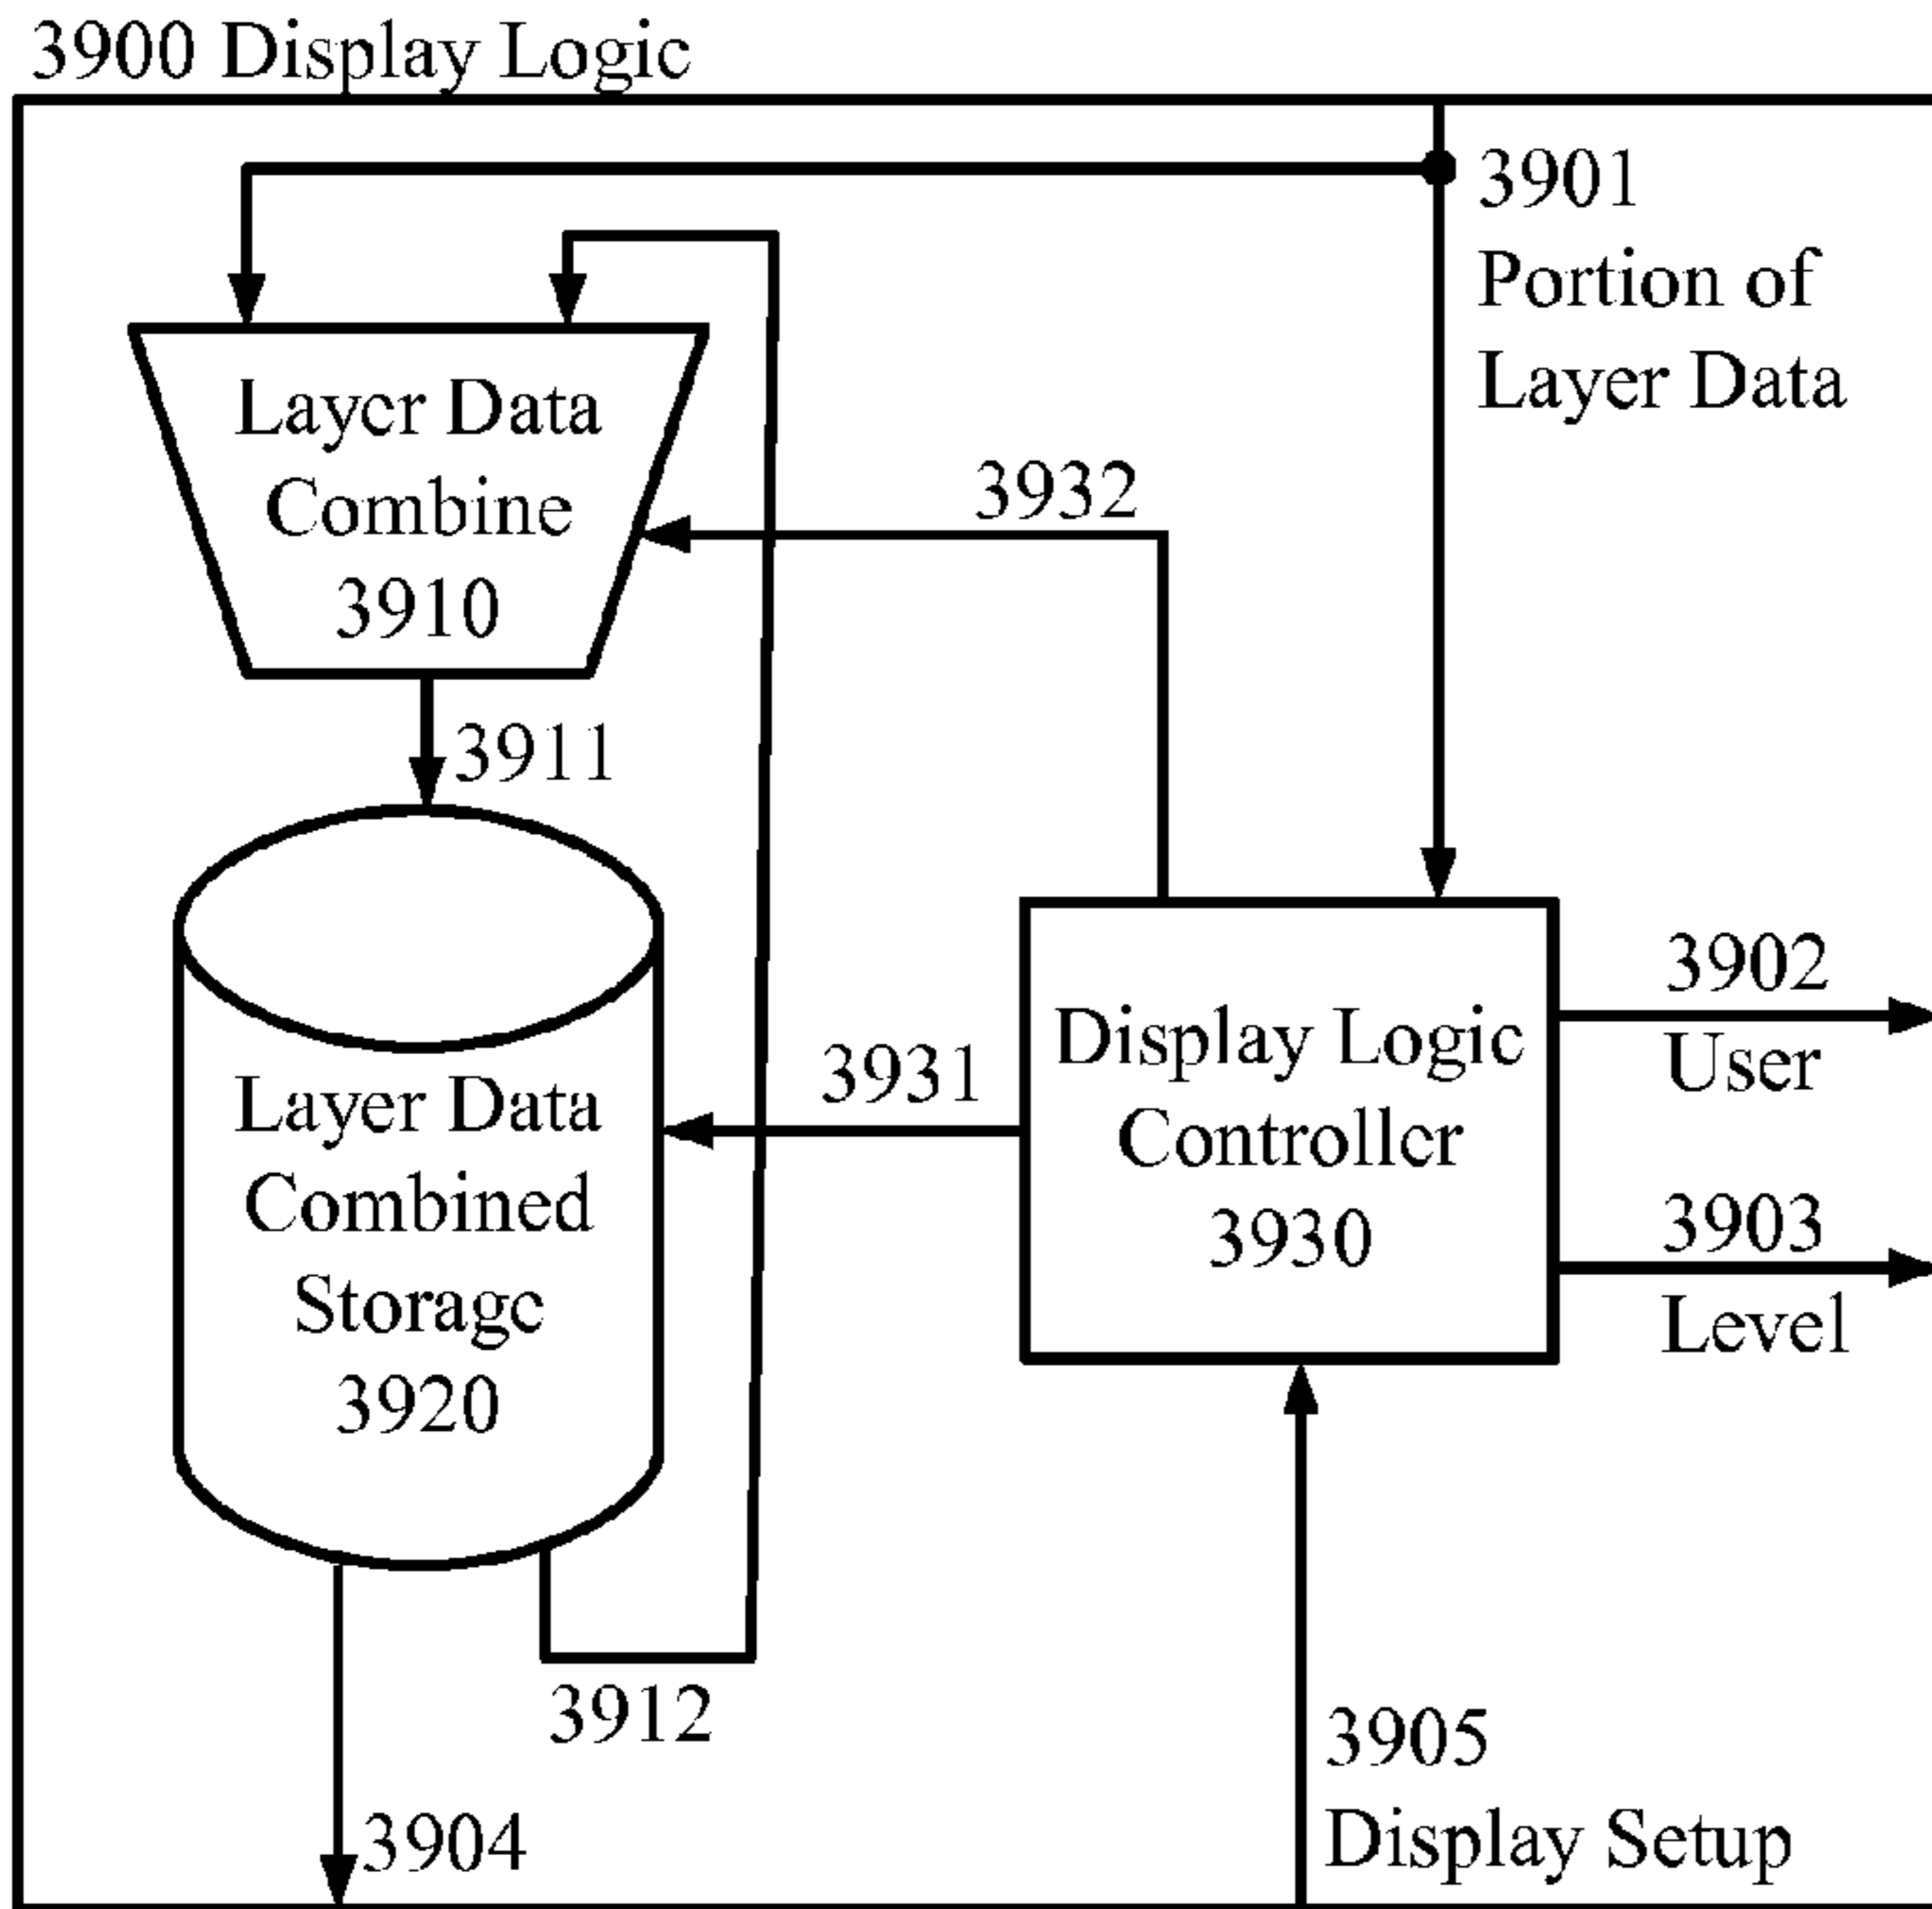 3900 Display Logic
3901
Portion of
Layer Data
Layer Data
Combine
3910
3932
3911
3902
User
Display Logic
Controller
3930
3931
Layer Data
Combined
Storage
3920
3903
Level
3912
3905
Display Setup
3904